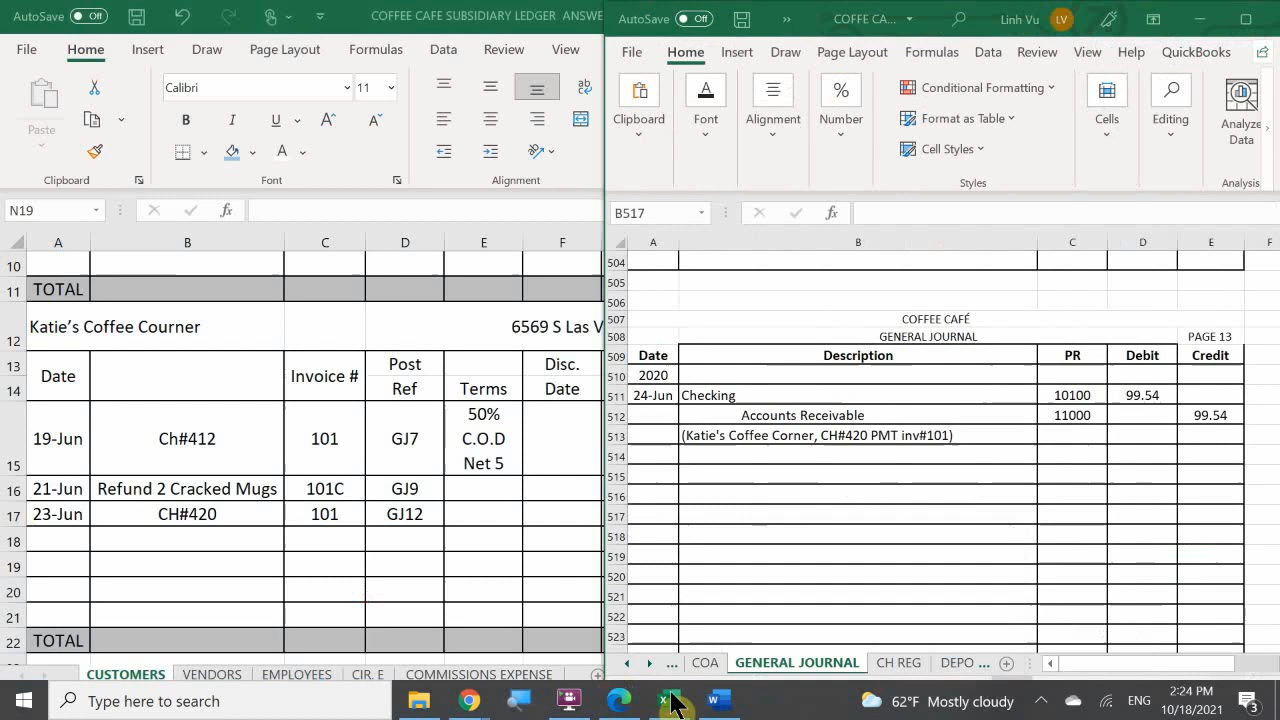 AutoSave Off
COFFEE CAFE SUBSIDIARY LEDGER ANSWE
File Home Insert Draw Page Layout Formulas Data Review View
Calibri 11
Paste
B I U A A A
Clipboard Font Alignment
N19 fx
A B C D E F
10
11 TOTAL
12 Katie's Coffee Courner 6569 S Las V
13 Date Invoice # Post Disc.
14 Ref Terms Date
50%
19-Jun Ch#412 101 GJ7 C.O.D
15 Net 5
16 21-Jun Refund 2 Cracked Mugs 101C GJ9
17 23-Jun CH#420 101 GJ12
18
19
20
21
22 TOTAL
CUSTOMERS VENDORS EMPLOYEES CIR. E COMMISSIONS EXPENSE
AutoSave Off
COFFE CA... Linh Vu LV
File Home Insert Draw Page Layout Formulas Data Review View Help QuickBooks
Clipboard Font Alignment Number
Conditional Formatting
Format as Table
Cell Styles
Cells Editing Analyze
Data
Styles Analysis
B517 fx
A B C D E F
504
505
506
507 COFFEE CAFÉ
508 GENERAL JOURNAL PAGE 13
509 Date Description PR Debit Credit
510 2020
511 24-Jun Checking 10100 99.54
512 Accounts Receivable 11000 99.54
513 (Katie's Coffee Corner, CH#420 PMT inv#101)
514
515
516
517
518
519
520
521
522
523
... COA GENERAL JOURNAL CH REG DEPO ...
Type here to search
62°F Mostly cloudy ENG
2:24 PM
10/18/2021
3